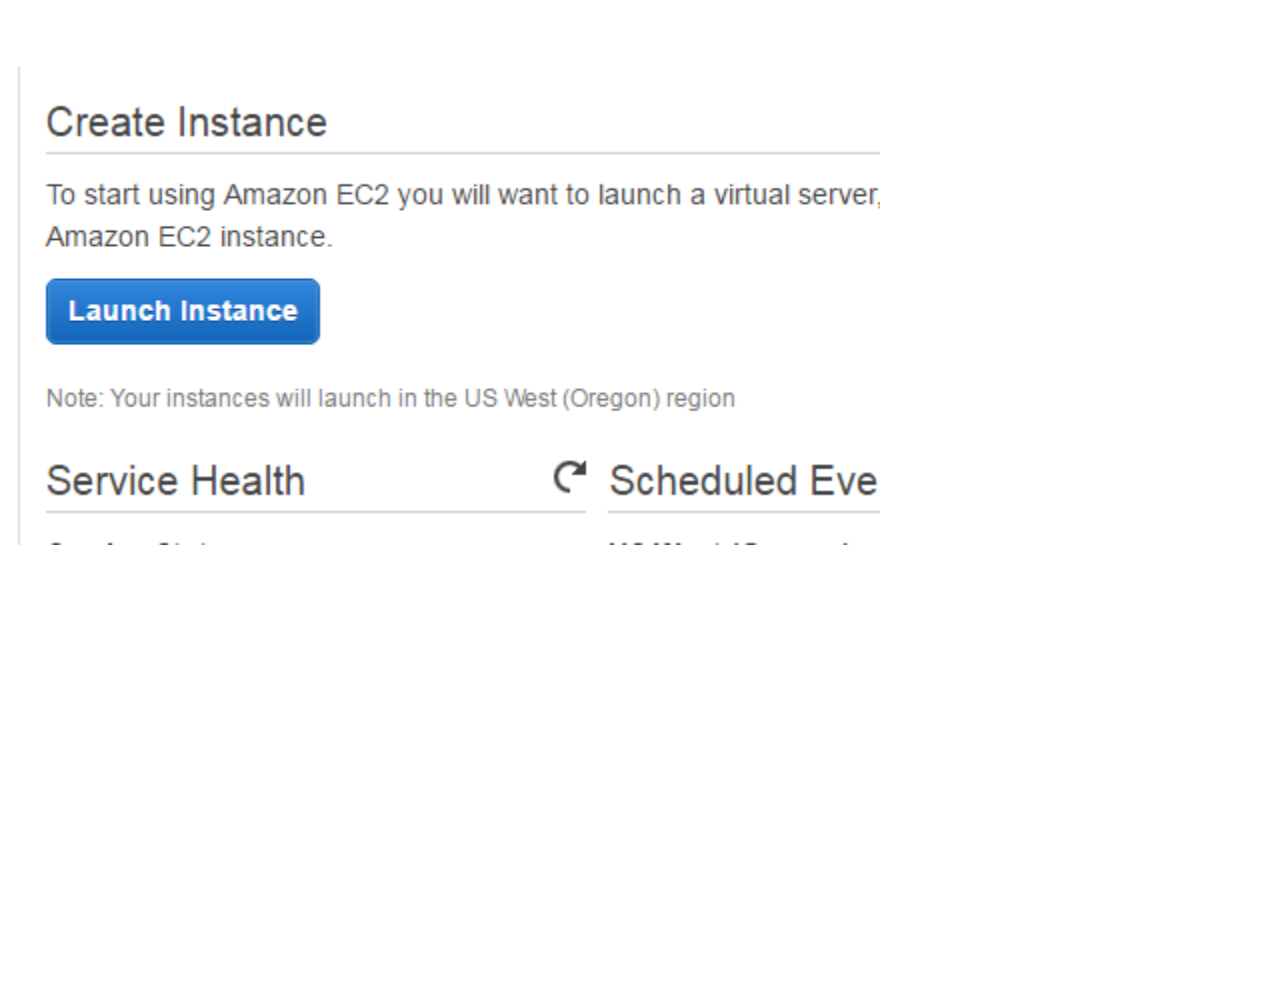 Create Instance
To start using Amazon EC2 you will want to launch a virtual server,
Amazon EC2 instance.
Launch Instance
Note: Your instances will launch in the US West (Oregon) region
Service Health
Scheduled Eve